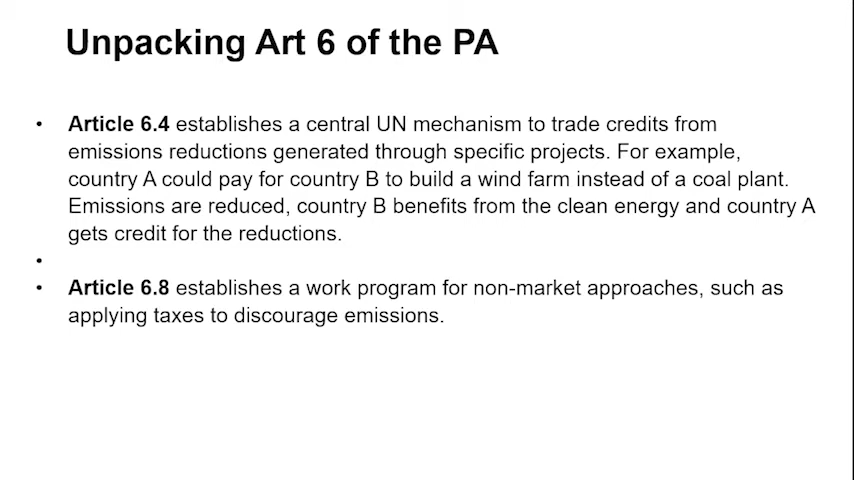 Unpacking Art 6 of the PA
• Article 6.4 establishes a central UN mechanism to trade credits from
emissions reductions generated through specific projects. For example,
country A could pay for country B to build a wind farm instead of a coal plant.
Emissions are reduced, country B benefits from the clean energy and country A
gets credit for the reductions.
•
• Article 6.8 establishes a work program for non-market approaches, such as
applying taxes to discourage emissions.